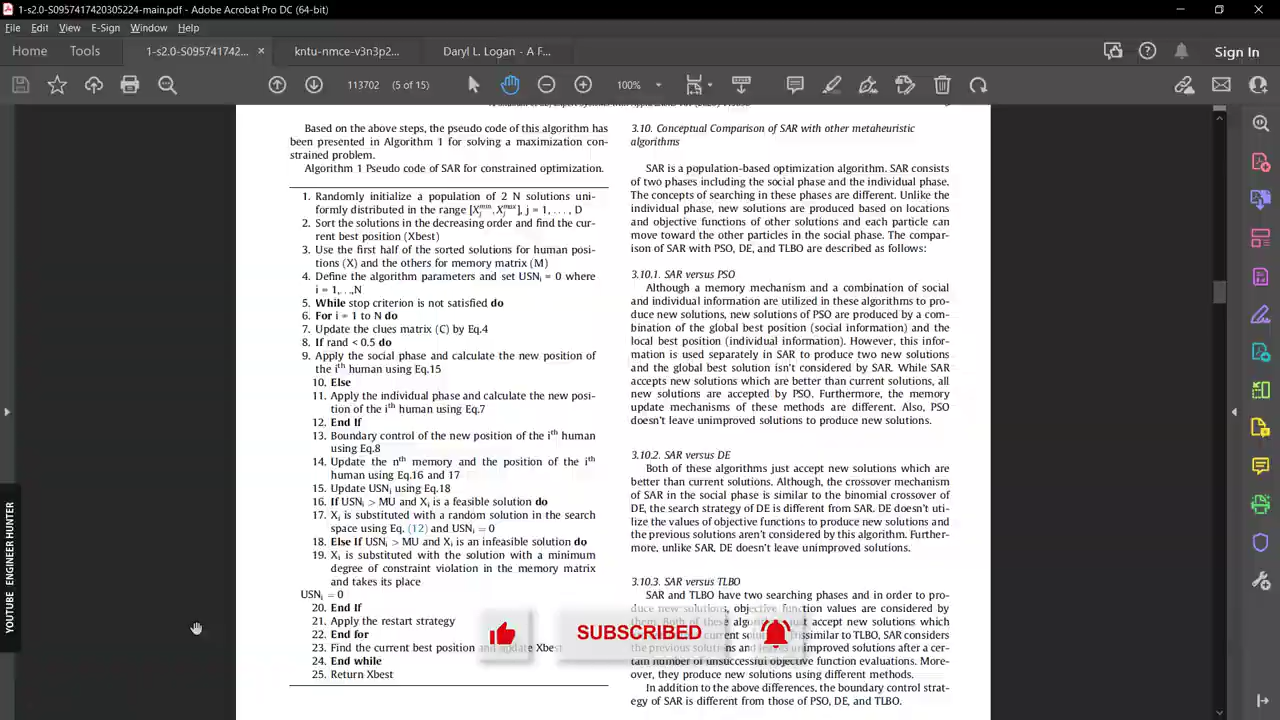 1-s2.0-S0957417420305224-main.pdf - Adobe Acrobat Pro DC (64-bit)
File Edit View E-Sign Window Help
Home Tools 1-s2.0-S095741742... × kntu-nmce-v3n3p2... Daryl L. Logan - A F... Sign In
113702 (5 of 15) 100%
Based on the above steps, the pseudo code of this algorithm has
been presented in Algorithm 1 for solving a maximization con-
strained problem.
Algorithm 1 Pseudo code of SAR for constrained optimization.
1. Randomly initialize a population of 2 N solutions uni-
formly distributed in the range [X_j^min, X_j^max], j = 1, . . . , D
2. Sort the solutions in the decreasing order and find the cur-
rent best position (Xbest)
3. Use the first half of the sorted solutions for human posi-
tions (X) and the others for memory matrix (M)
4. Define the algorithm parameters and set USN_i = 0 where
i = 1,. . .,N
5. While stop criterion is not satisfied do
6. For i = 1 to N do
7. Update the clues matrix (C) by Eq.4
8. If rand < 0.5 do
9. Apply the social phase and calculate the new position of
the i^th human using Eq.15
10. Else
11. Apply the individual phase and calculate the new posi-
tion of the i^th human using Eq.7
12. End If
13. Boundary control of the new position of the i^th human
using Eq.8
14. Update the n^th memory and the position of the i^th
human using Eq.16 and 17
15. Update USN_i using Eq.18
16. If USN_i > MU and X_i is a feasible solution do
17. X_i is substituted with a random solution in the search
space using Eq. (12) and USN_i = 0
18. Else If USN_i > MU and X_i is an infeasible solution do
19. X_i is substituted with the solution with a minimum
degree of constraint violation in the memory matrix
and takes its place
USN_i = 0
20. End If
21. Apply the restart strategy
22. End for
23. Find the current best position and update Xbest
24. End while
25. Return Xbest
3.10. Conceptual Comparison of SAR with other metaheuristic
algorithms
SAR is a population-based optimization algorithm. SAR consists
of two phases including the social phase and the individual phase.
The concepts of searching in these phases are different. Unlike the
individual phase, new solutions are produced based on locations
and objective functions of other solutions and each particle can
move toward the other particles in the social phase. The compar-
ison of SAR with PSO, DE, and TLBO are described as follows:
3.10.1. SAR versus PSO
Although a memory mechanism and a combination of social
and individual information are utilized in these algorithms to pro-
duce new solutions, new solutions of PSO are produced by a com-
bination of the global best position (social information) and the
local best position (individual information). However, this infor-
mation is used separately in SAR to produce two new solutions
and the global best solution isn't considered by SAR. While SAR
accepts new solutions which are better than current solutions, all
new solutions are accepted by PSO. Furthermore, the memory
update mechanisms of these methods are different. Also, PSO
doesn't leave unimproved solutions to produce new solutions.
3.10.2. SAR versus DE
Both of these algorithms just accept new solutions which are
better than current solutions. Although, the crossover mechanism
of SAR in the social phase is similar to the binomial crossover of
DE, the search strategy of DE is different from SAR. DE doesn't uti-
lize the values of objective functions to produce new solutions and
the previous solutions aren't considered by this algorithm. Further-
more, unlike SAR, DE doesn't leave unimproved solutions.
3.10.3. SAR versus TLBO
SAR and TLBO have two searching phases and in order to pro-
duce new solutions, objective function values are considered by
them. Both of these algorithms just accept new solutions which
current solutions. Dissimilar to TLBO, SAR considers
the previous solutions and leaves unimproved solutions after a cer-
tain number of unsuccessful objective function evaluations. More-
over, they produce new solutions using different methods.
In addition to the above differences, the boundary control strat-
egy of SAR is different from those of PSO, DE, and TLBO.
SUBSCRIBED
YOUTUBE ENGINEER HUNTER